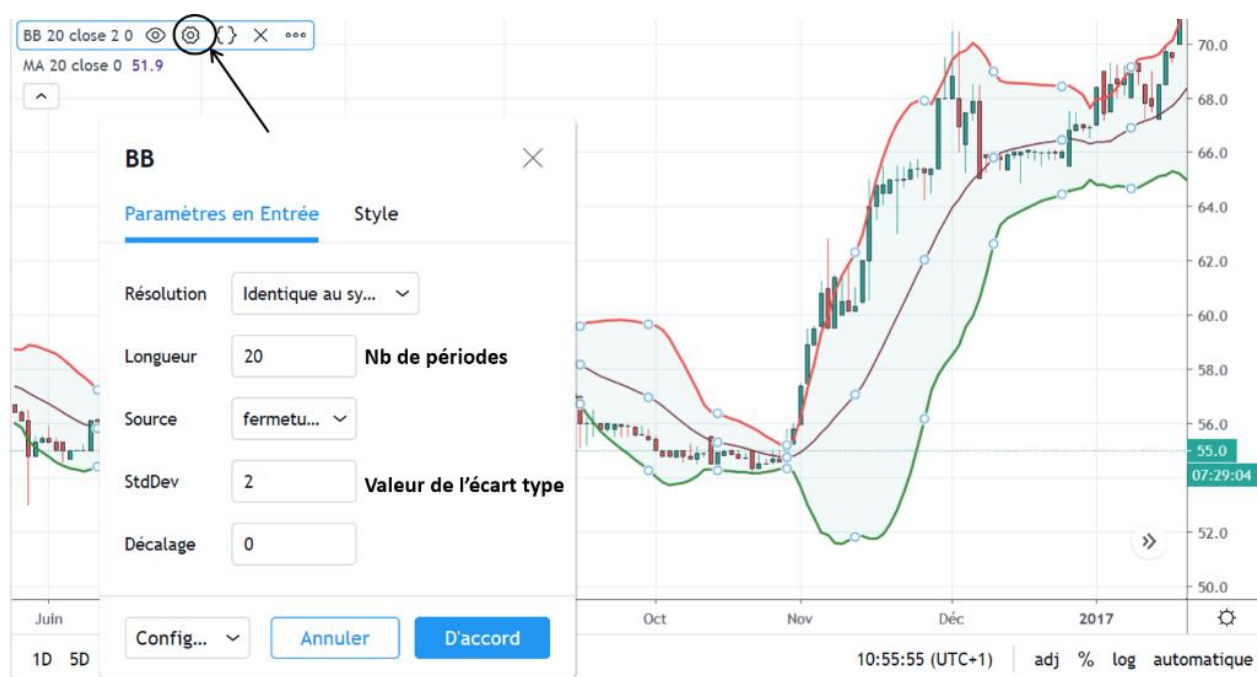 BB 20 close 2 0
MA 20 close 0 51.9
BB
Paramètres en Entrée Style
Résolution Identique au sy...
Longueur 20 Nb de périodes
Source fermetu...
StdDev 2 Valeur de l'écart type
Décalage 0
Config... Annuler D'accord
70.0
68.0
66.0
64.0
62.0
60.0
58.0
56.0
55.0
07:29:04
52.0
50.0
Juin Oct Nov Déc 2017
1D 5D 10:55:55 (UTC+1) adj % log automatique